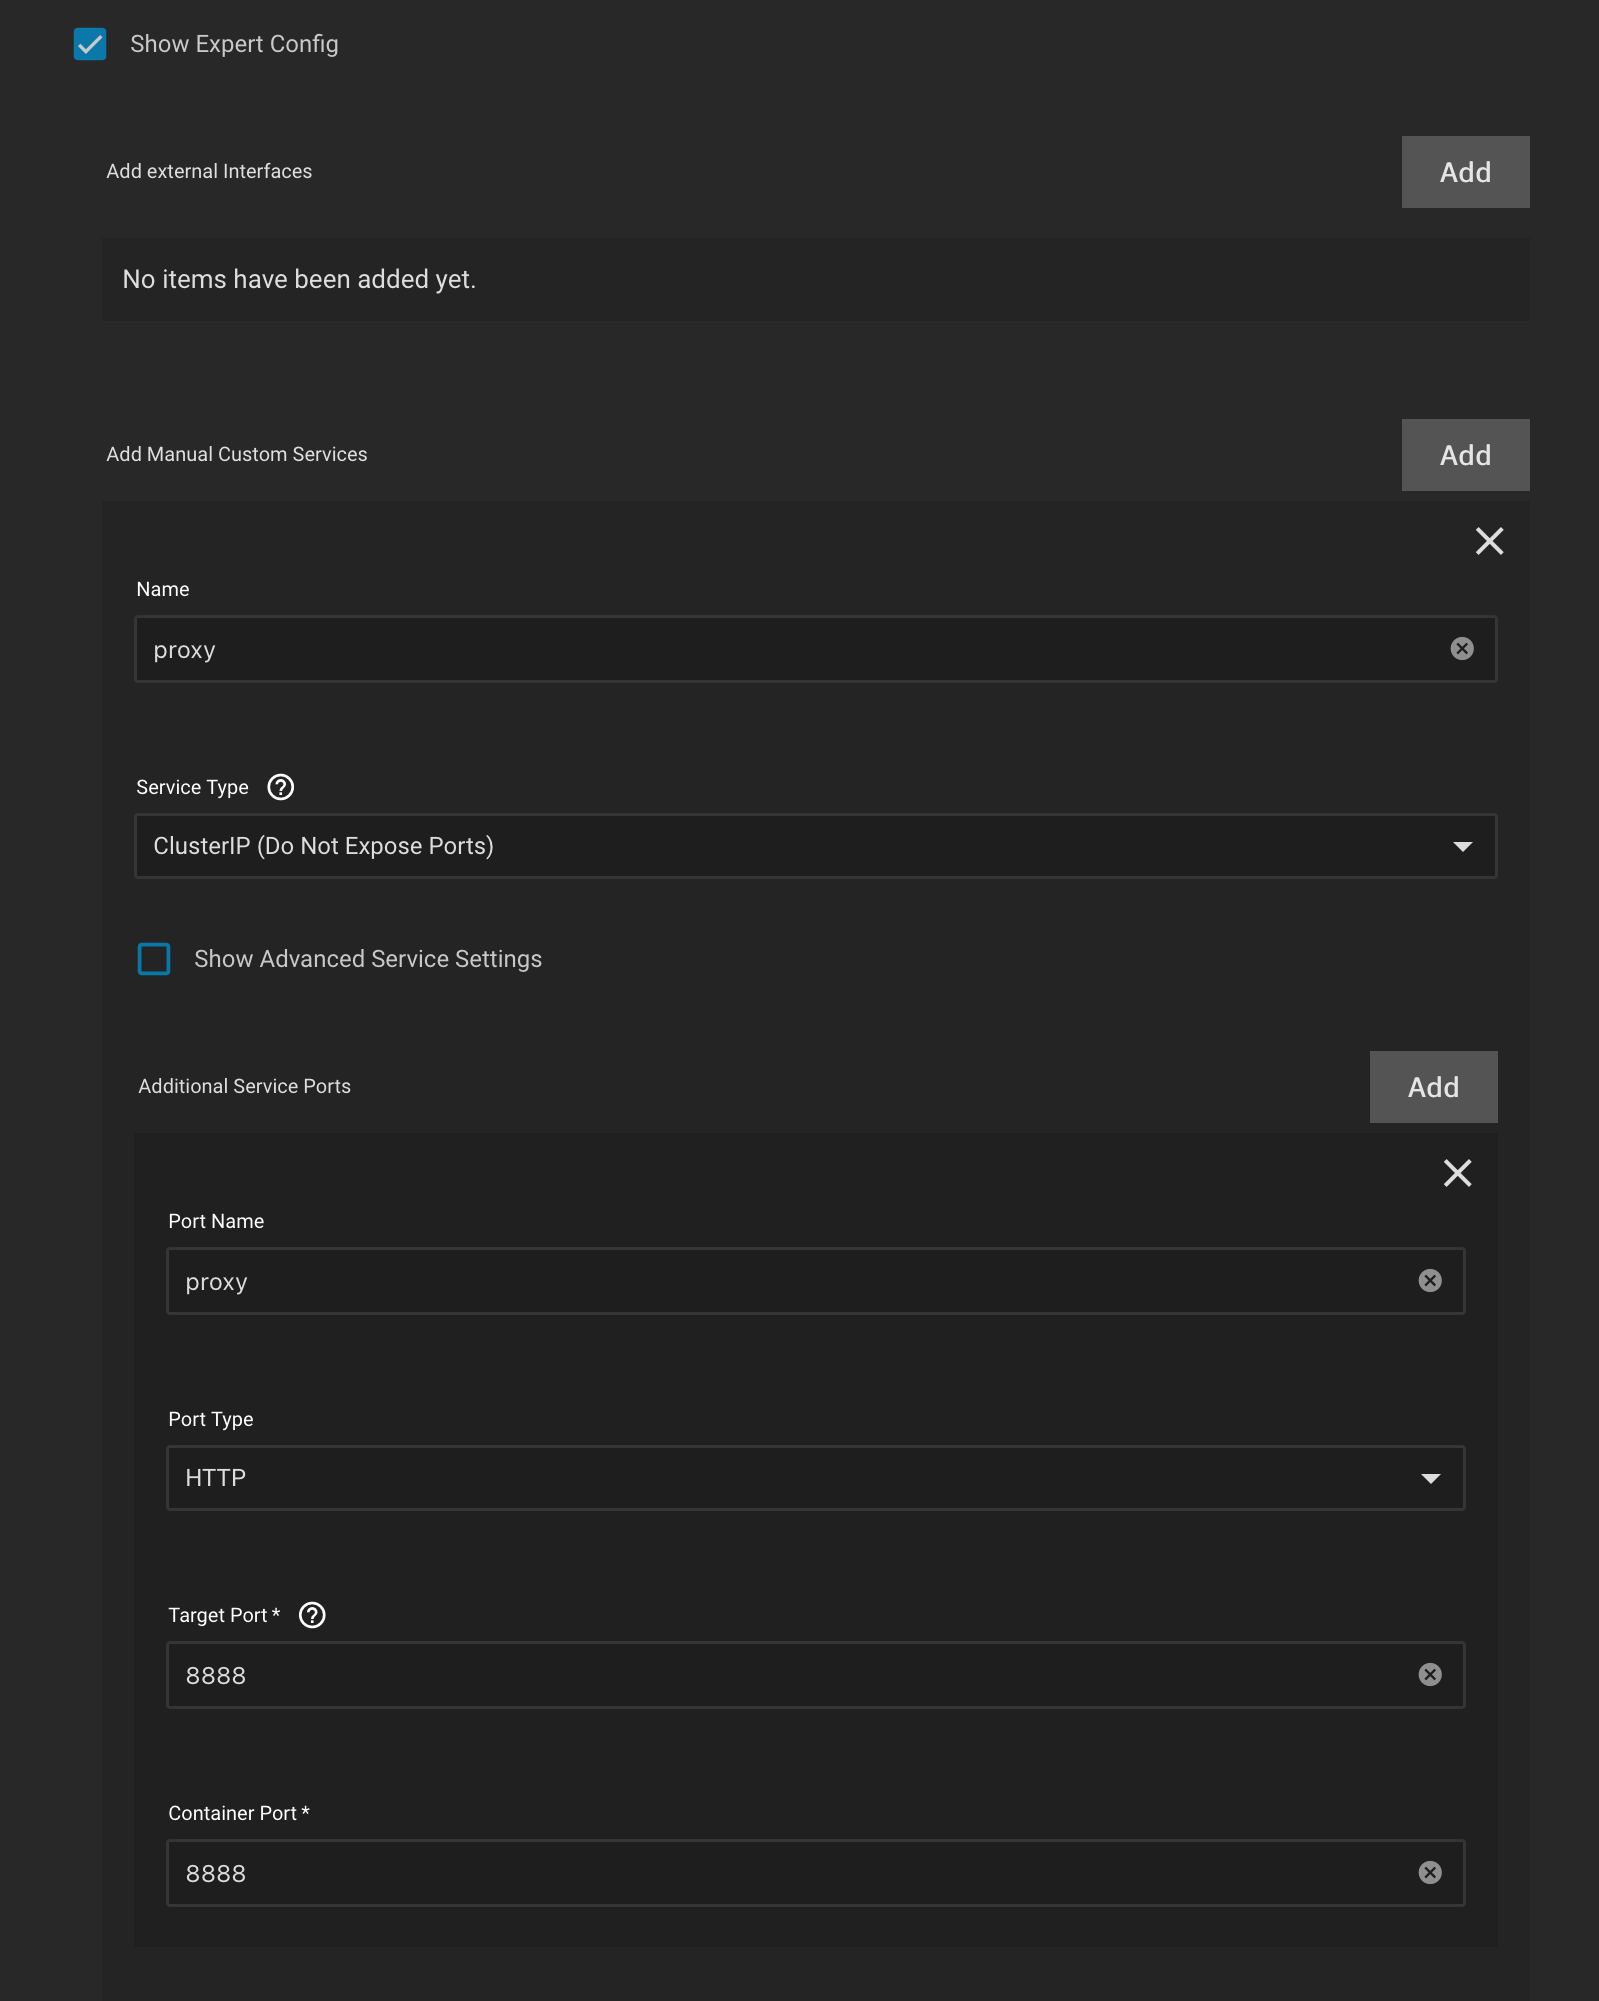 Show Expert Config
Add external Interfaces
Add
No items have been added yet.
Add Manual Custom Services
Add
Name
proxy
Service Type
ClusterIP (Do Not Expose Ports)
Show Advanced Service Settings
Additional Service Ports
Add
Port Name
proxy
Port Type
HTTP
Target Port *
8888
Container Port *
8888